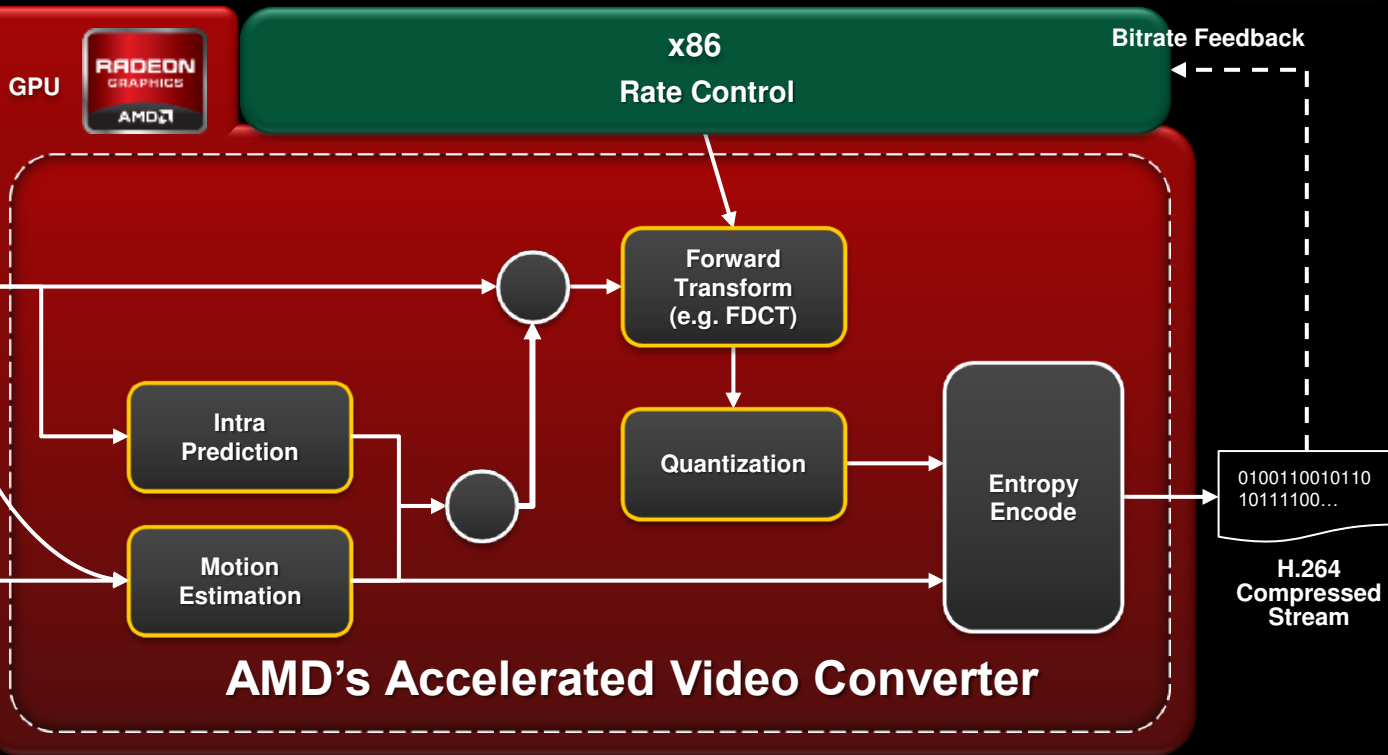 GPU
RADEON
GRAPHICS
AMD
x86
Rate Control
Bitrate Feedback
Forward
Transform
(e.g. FDCT)
Intra
Prediction
Quantization
Entropy
Encode
Motion
Estimation
0100110010110
10111100…
H.264
Compressed
Stream
AMD’s Accelerated Video Converter